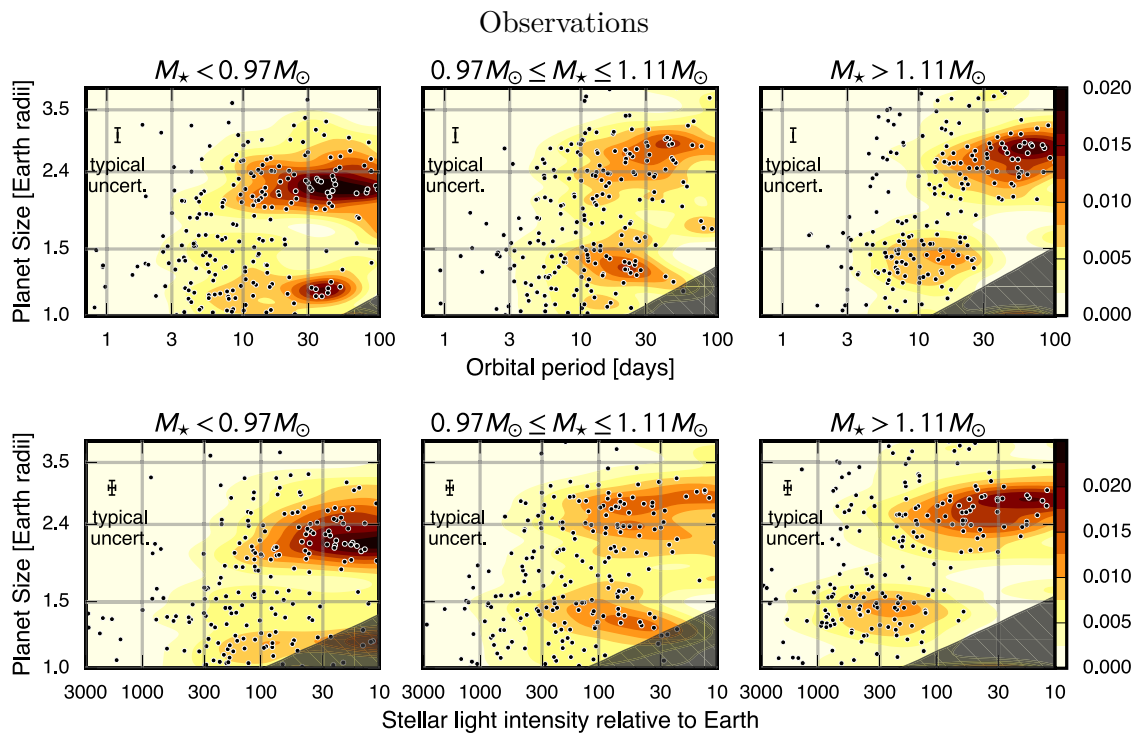 Observations
M⋆ < 0.97M⊙
0.97M⊙ ≤ M⋆ ≤ 1.11M⊙
M⋆ > 1.11M⊙
Planet Size [Earth radii]
3.5
2.4
1.5
1.0
typical
uncert.
typical
uncert.
typical
uncert.
0.020
0.015
0.010
0.005
0.000
1 3 10 30 100
1 3 10 30 100
1 3 10 30 100
Orbital period [days]
M⋆ < 0.97M⊙
0.97M⊙ ≤ M⋆ ≤ 1.11M⊙
M⋆ > 1.11M⊙
Planet Size [Earth radii]
3.5
2.4
1.5
1.0
typical
uncert.
typical
uncert.
typical
uncert.
0.020
0.015
0.010
0.005
0.000
3000 1000 300 100 30 10
3000 1000 300 100 30 10
3000 1000 300 100 30 10
Stellar light intensity relative to Earth